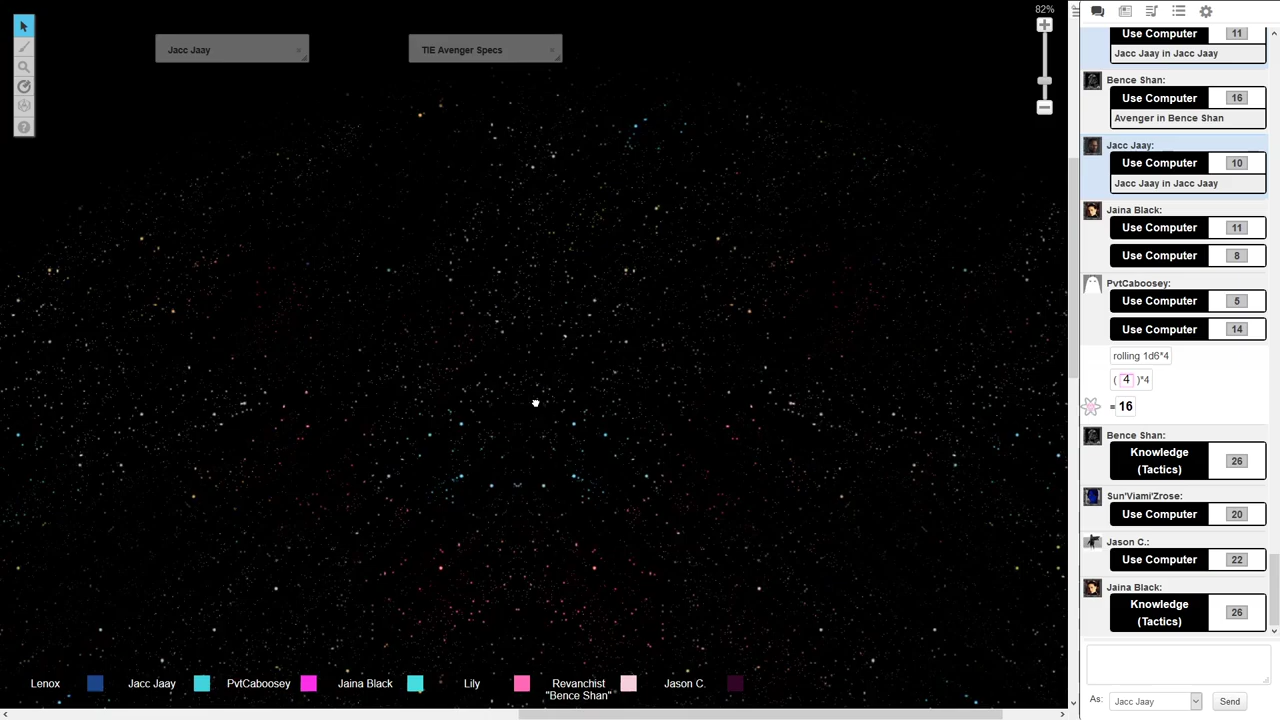 82%
Jacc Jaay
TIE Avenger Specs
Use Computer 11
Jacc Jaay in Jacc Jaay
Bence Shan:
Use Computer 16
Avenger in Bence Shan
Jacc Jaay:
Use Computer 10
Jacc Jaay in Jacc Jaay
Jaina Black:
Use Computer 11
Use Computer 8
PvtCaboosey:
Use Computer 5
Use Computer 14
rolling 1d6*4
( 4 )*4
= 16
Bence Shan:
Knowledge
(Tactics) 26
Sun'Viami'Zrose:
Use Computer 20
Jason C.:
Use Computer 22
Jaina Black:
Knowledge
(Tactics) 26
Lenox
Jacc Jaay
PvtCaboosey
Jaina Black
Lily
Revanchist
"Bence Shan"
Jason C.
As: Jacc Jaay Send